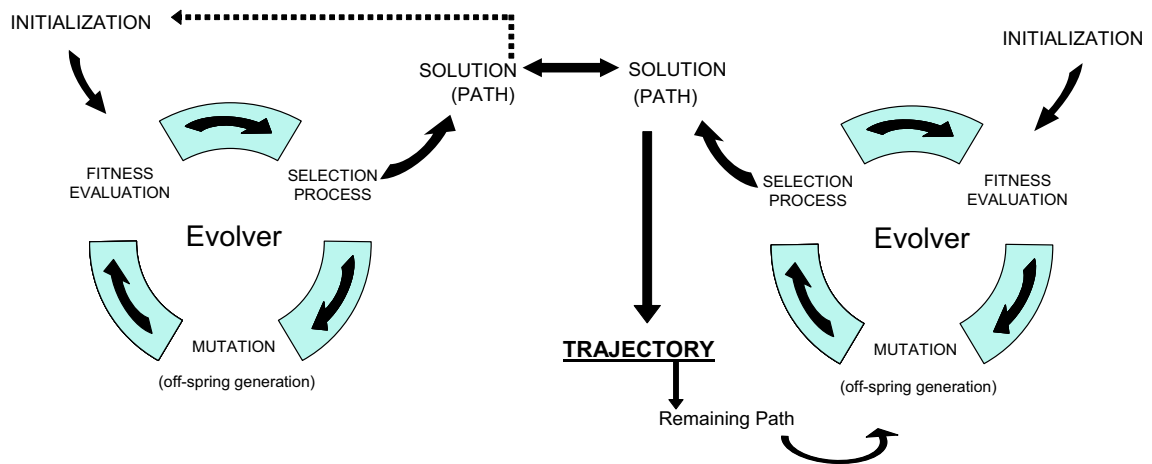 INITIALIZATION
SOLUTION
(PATH)
FITNESS
EVALUATION
SELECTION
PROCESS
Evolver
MUTATION
(off-spring generation)
SOLUTION
(PATH)
TRAJECTORY
Remaining Path
INITIALIZATION
SELECTION
PROCESS
FITNESS
EVALUATION
Evolver
MUTATION
(off-spring generation)